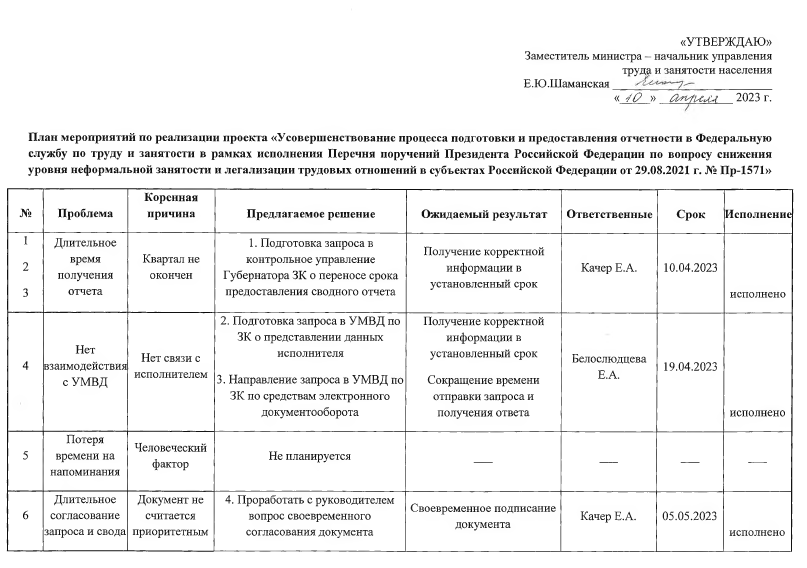 «УТВЕРЖДАЮ»
Заместитель министра – начальник управления
труда и занятости населения
Е.Ю.Шаманская
« 10 » апреля 2023 г.
План мероприятий по реализации проекта «Усовершенствование процесса подготовки и предоставления отчетности в Федеральную
службу по труду и занятости в рамках исполнения Перечня поручений Президента Российской Федерации по вопросу снижения
уровня неформальной занятости и легализации трудовых отношений в субъектах Российской Федерации от 29.08.2021 г. № Пр-1571»
№ Проблема Коренная причина Предлагаемое решение Ожидаемый результат Ответственные Срок Исполнение
1
2
3
Длительное
время
получения
отчета
Квартал не
окончен
1. Подготовка запроса в
контрольное управление
Губернатора ЗК о переносе срока
предоставления сводного отчета
Получение корректной
информации в
установленный срок
Качер Е.А.
10.04.2023
исполнено
4
Нет
взаимодействия
с УМВД
Нет связи с
исполнителем
2. Подготовка запроса в УМВД по
ЗК о представлении данных
исполнителя
3. Направление запроса в УМВД по
ЗК по средствам электронного
документооборота
Получение корректной
информации в
установленный срок
Сокращение времени
отправки запроса и
получения ответа
Белослюдцева
Е.А.
19.04.2023
исполнено
5
Потеря
времени на
напоминания
Человеческий
фактор
Не планируется
—
—
—
—
6
Длительное
согласование
запроса и свода
Документ не
считается
приоритетным
4. Проработать с руководителем
вопрос своевременного
согласования документа
Своевременное подписание
документа
Качер Е.А.
05.05.2023
исполнено